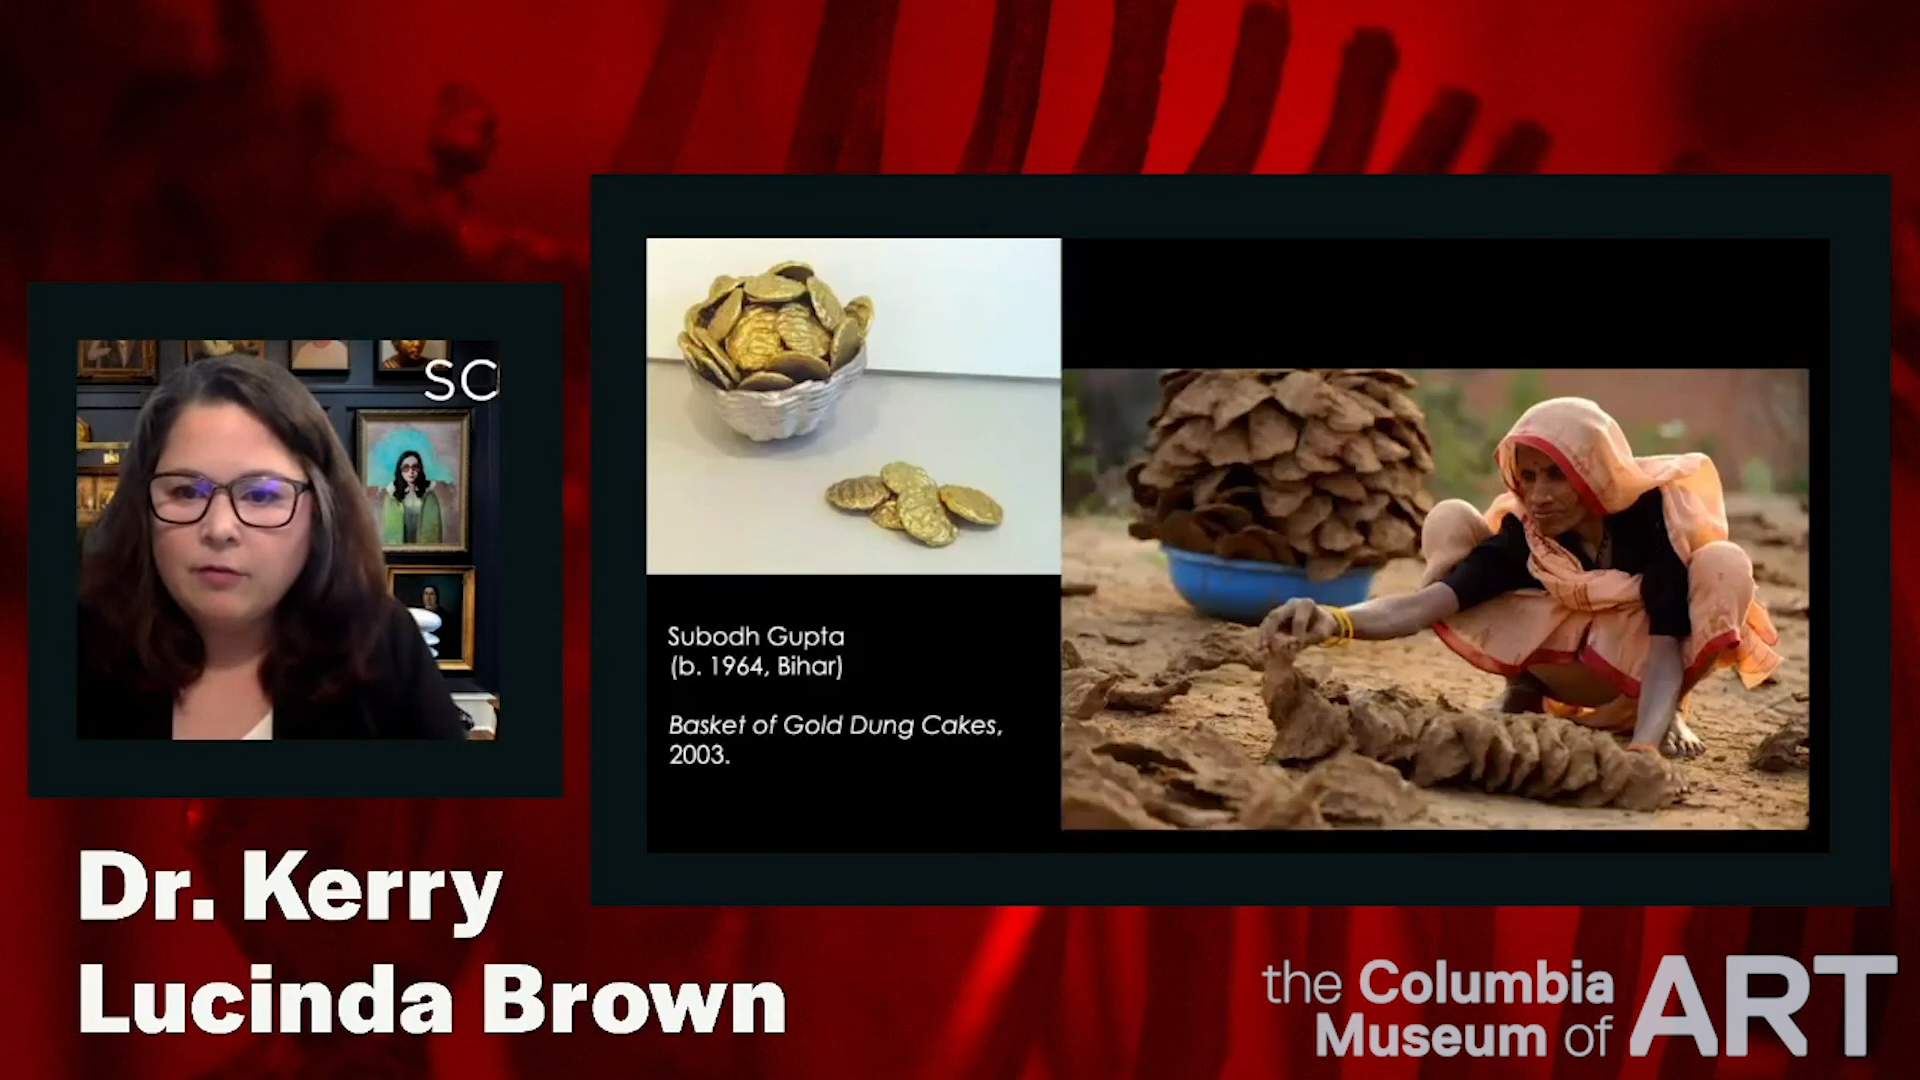 SC
Subodh Gupta
(b. 1964, Bihar)
Basket of Gold Dung Cakes,
2003.
Dr. Kerry
Lucinda Brown
the Columbia
Museum of ART